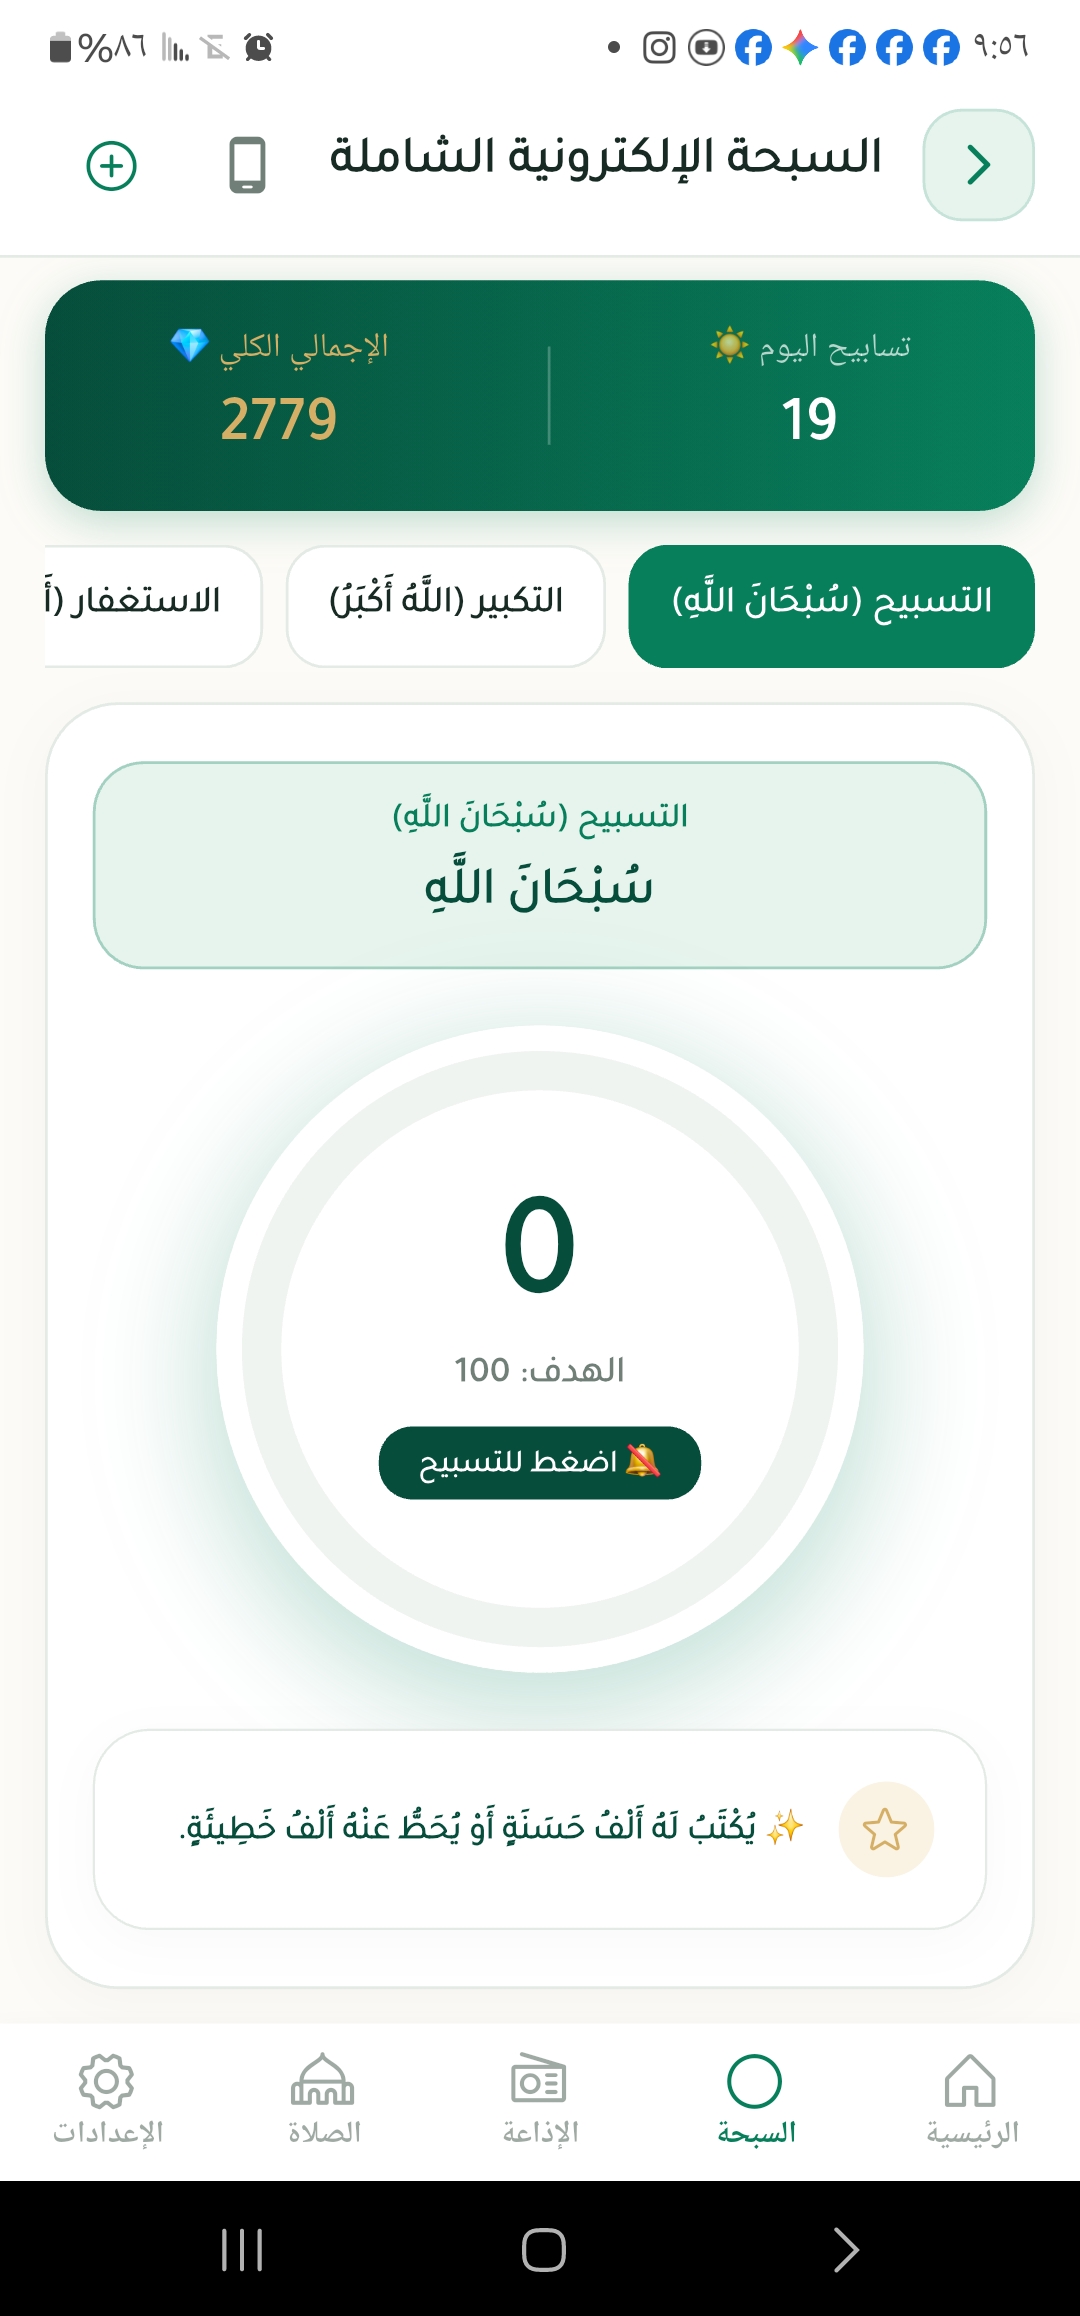 ٩:٥٦
%٨٦
السبحة الإلكترونية الشاملة
تسابيح اليوم ☀️
19
الإجمالي الكلي 💎
2779
التسبيح (سُبْحَانَ اللَّهِ)
التكبير (اللَّهُ أَكْبَرُ)
الاستغفار (أَ
التسبيح (سُبْحَانَ اللَّهِ)
سُبْحَانَ اللَّهِ
0
الهدف: 100
🔕 اضغط للتسبيح
✨ يُكْتَبُ لَهُ أَلْفُ حَسَنَةٍ أَوْ يُحَطُّ عَنْهُ أَلْفُ خَطِيئَةٍ.
الرئيسية
السبحة
الإذاعة
الصلاة
الإعدادات